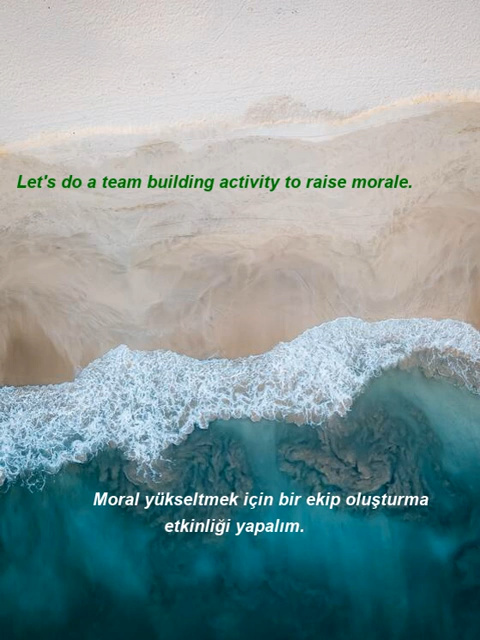 Let's do a team building activity to raise morale.
Moral yükseltmek için bir ekip oluşturma
etkinliği yapalım.